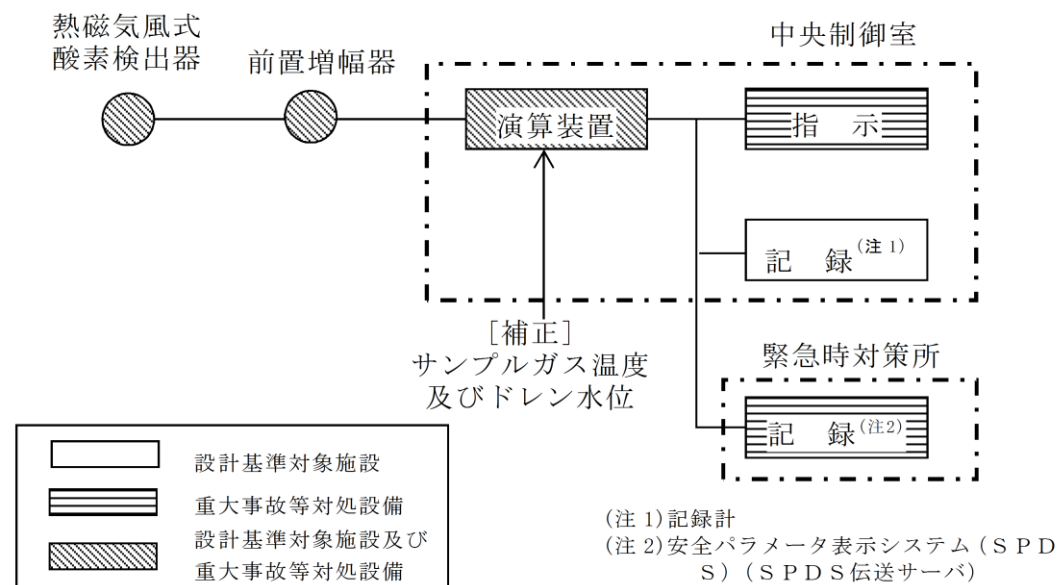 熱磁気風式
酸素検出器
前置増幅器
中央制御室
演算装置
指 示
記 録(注1)
[補正]
サンプルガス温度
及びドレン水位
緊急時対策所
記 録(注2)
設計基準対象施設
重大事故等対処設備
設計基準対象施設及び
重大事故等対処設備
(注1)記録計
(注2)安全パラメータ表示システム(SPD
S)(SPDS伝送サーバ)